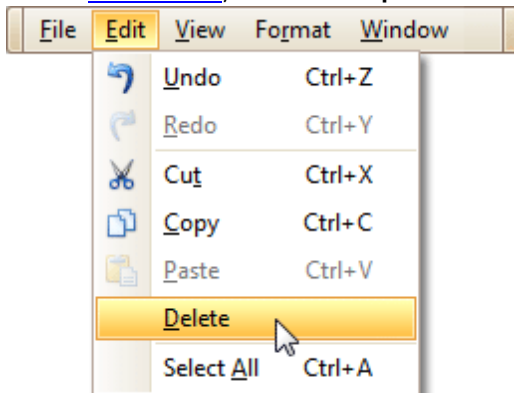 File Edit View Format Window
Undo Ctrl+Z
Redo Ctrl+Y
Cut Ctrl+X
Copy Ctrl+C
Paste Ctrl+V
Delete
Select All Ctrl+A